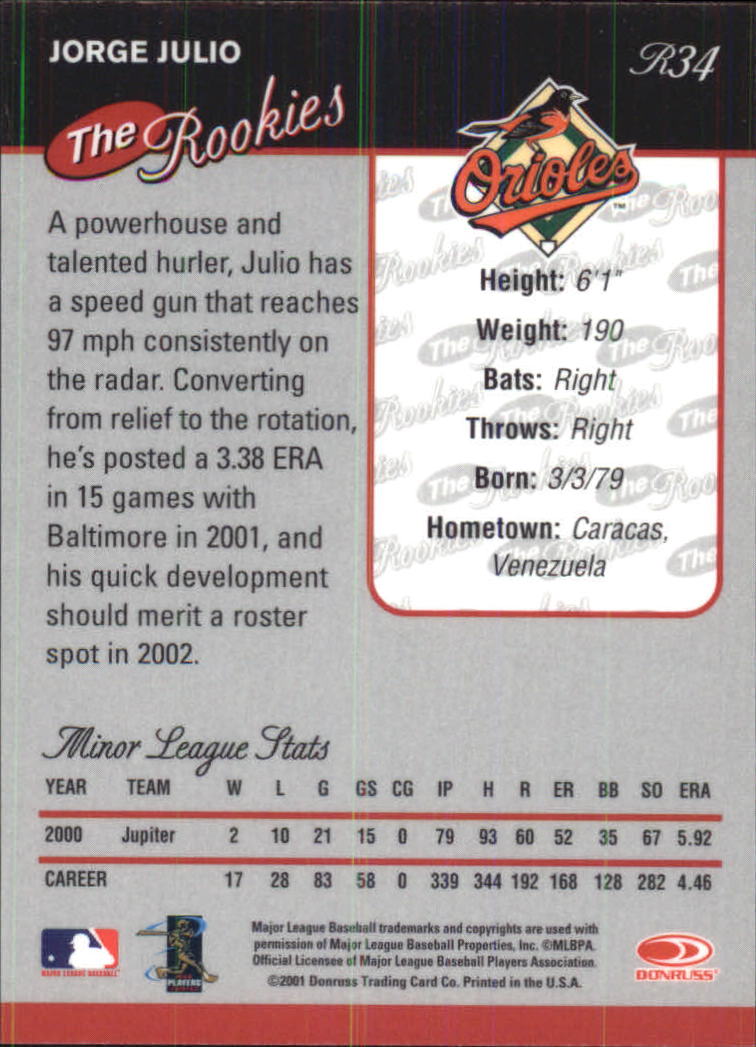 JORGE JULIO
R34
The Rookies
Orioles
TM
A powerhouse and
talented hurler, Julio has
a speed gun that reaches
97 mph consistently on
the radar. Converting
from relief to the rotation,
he's posted a 3.38 ERA
in 15 games with
Baltimore in 2001, and
his quick development
should merit a roster
spot in 2002.
Height: 6'1"
Weight: 190
Bats: Right
Throws: Right
Born: 3/3/79
Hometown: Caracas,
Venezuela
Minor League Stats
YEAR TEAM W L G GS CG IP H R ER BB SO ERA
2000 Jupiter 2 10 21 15 0 79 93 60 52 35 67 5.92
CAREER 17 28 83 58 0 339 344 192 168 128 282 4.46
MAJOR LEAGUE BASEBALL
PLAYERS
Major League Baseball trademarks and copyrights are used with
permission of Major League Baseball Properties, Inc. ©MLBPA.
Official Licensee of Major League Baseball Players Association.
©2001 Donruss Trading Card Co. Printed in the U.S.A.
DONRUSS